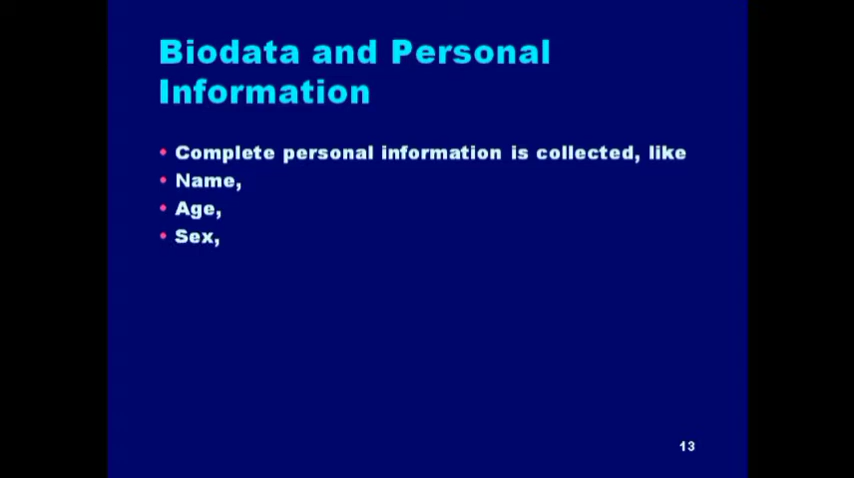 Biodata and Personal
Information
• Complete personal information is collected, like
• Name,
• Age,
• Sex,
13